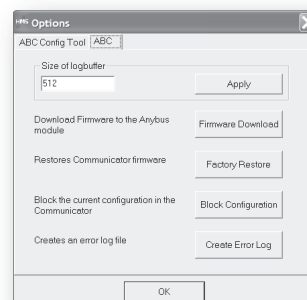 HMS Options
ABC Config Tool ABC
Size of logbuffer
512
Apply
Download Firmware to the Anybus
module
Firmware Download
Restores Communicator firmware
Factory Restore
Block the current configuration in the
Communicator
Block Configuration
Creates an error log file
Create Error Log
OK